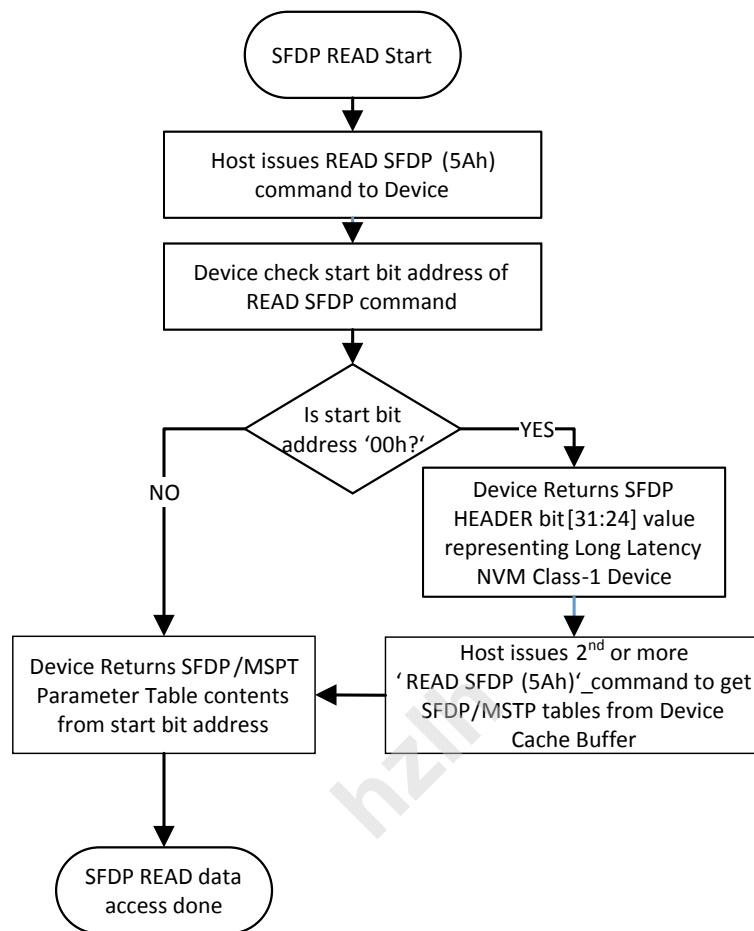 SFDP READ Start
Host issues READ SFDP (5Ah)
command to Device
Device check start bit address of
READ SFDP command
Is start bit
address ‘00h?‘
YES
NO
Device Returns SFDP
HEADER bit[31:24] value
representing Long Latency
NVM Class-1 Device
Device Returns SFDP/MSPT
Parameter Table contents
from start bit address
Host issues 2nd or more
‘READ SFDP (5Ah)‘_command to get
SFDP/MSTP tables from Device
Cache Buffer
SFDP READ data
access done
hzlh